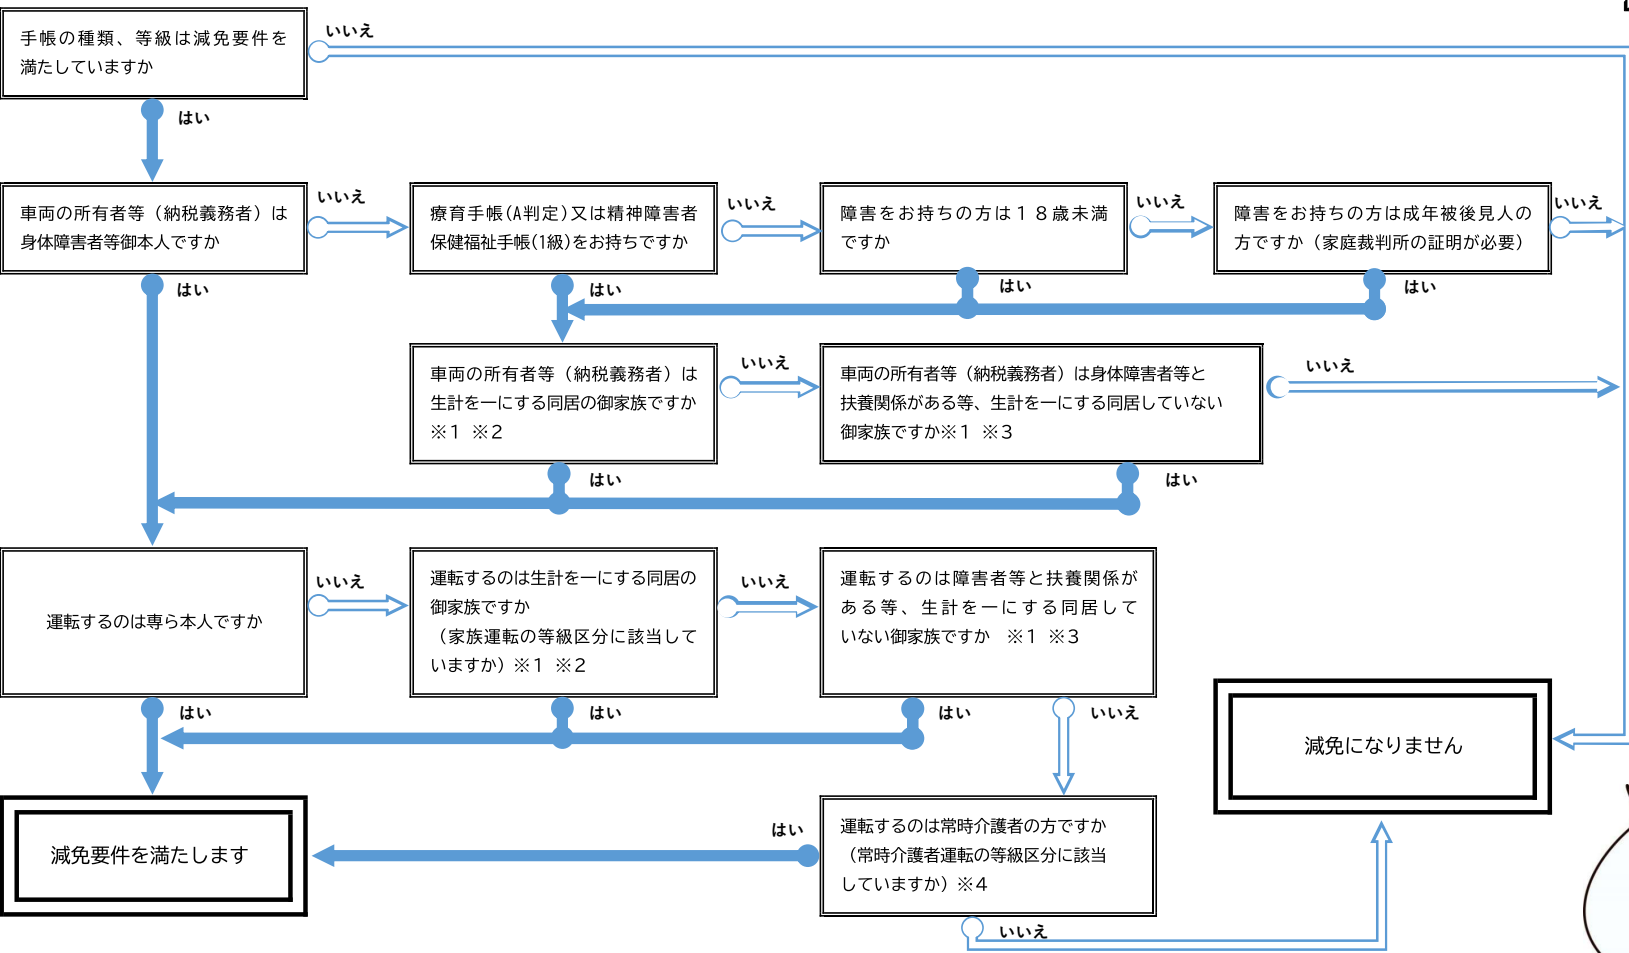 手帳の種類、等級は減免要件を
満たしていますか
いいえ
はい
車両の所有者等（納税義務者）は
身体障害者等御本人ですか
いいえ
はい
療育手帳(A判定)又は精神障害者
保健福祉手帳(1級)をお持ちですか
いいえ
はい
障害をお持ちの方は１８歳未満
ですか
いいえ
はい
障害をお持ちの方は成年被後見人の
方ですか（家庭裁判所の証明が必要）
いいえ
はい
車両の所有者等（納税義務者）は
生計を一にする同居の御家族ですか
※1 ※2
いいえ
はい
車両の所有者等（納税義務者）は身体障害者等と
扶養関係がある等、生計を一にする同居していない
御家族ですか※1 ※3
いいえ
はい
運転するのは専ら本人ですか
いいえ
はい
運転するのは生計を一にする同居の
御家族ですか
（家族運転の等級区分に該当して
いますか）※1 ※2
いいえ
はい
運転するのは障害者等と扶養関係が
ある等、生計を一にする同居して
いない御家族ですか ※1 ※3
はい
いいえ
減免になりません
減免要件を満たします
はい
運転するのは常時介護者の方ですか
（常時介護者運転の等級区分に該当
していますか）※4
いいえ